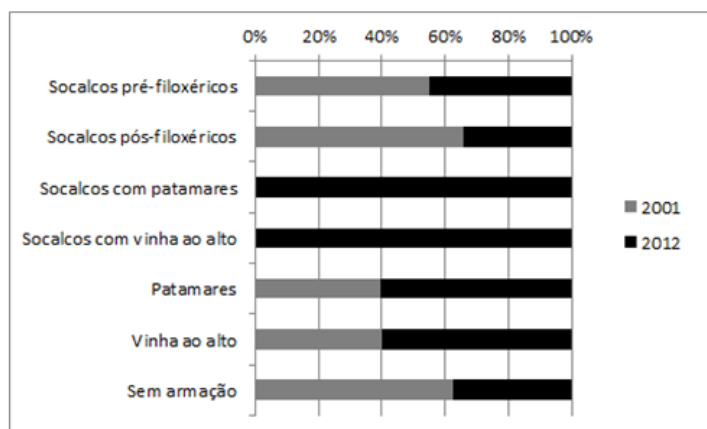 0% 20% 40% 60% 80% 100%
Socalcos pré-filoxéricos
Socalcos pós-filoxéricos
Socalcos com patamares
Socalcos com vinha ao alto
Patamares
Vinha ao alto
Sem armação
2001
2012